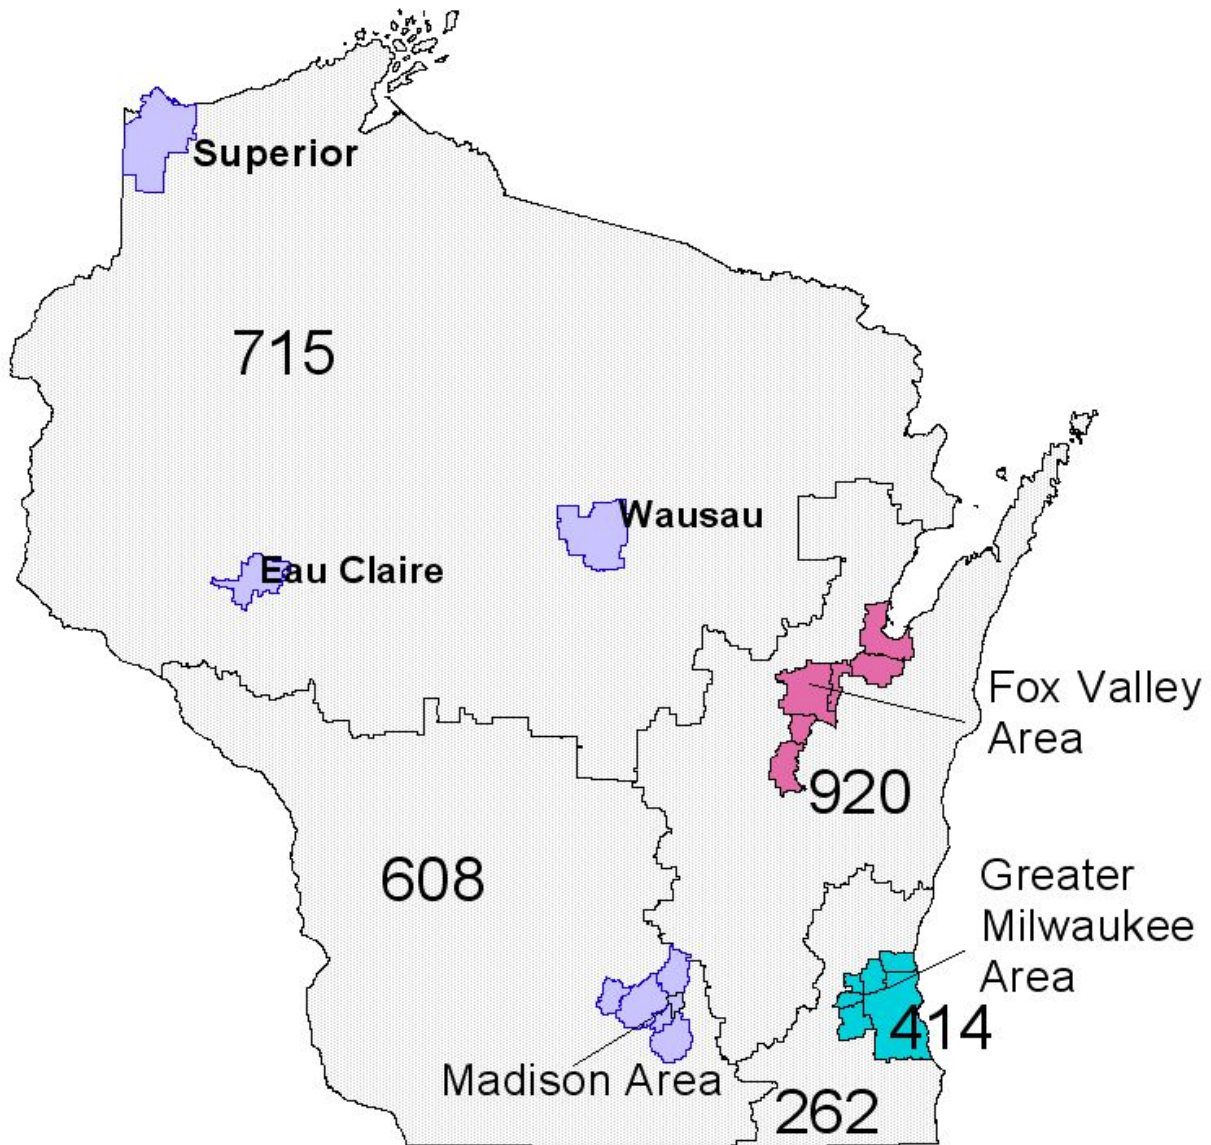 Superior
715
Wausau
Eau Claire
Fox Valley
Area
920
608
Greater
Milwaukee
Area
414
Madison Area
262